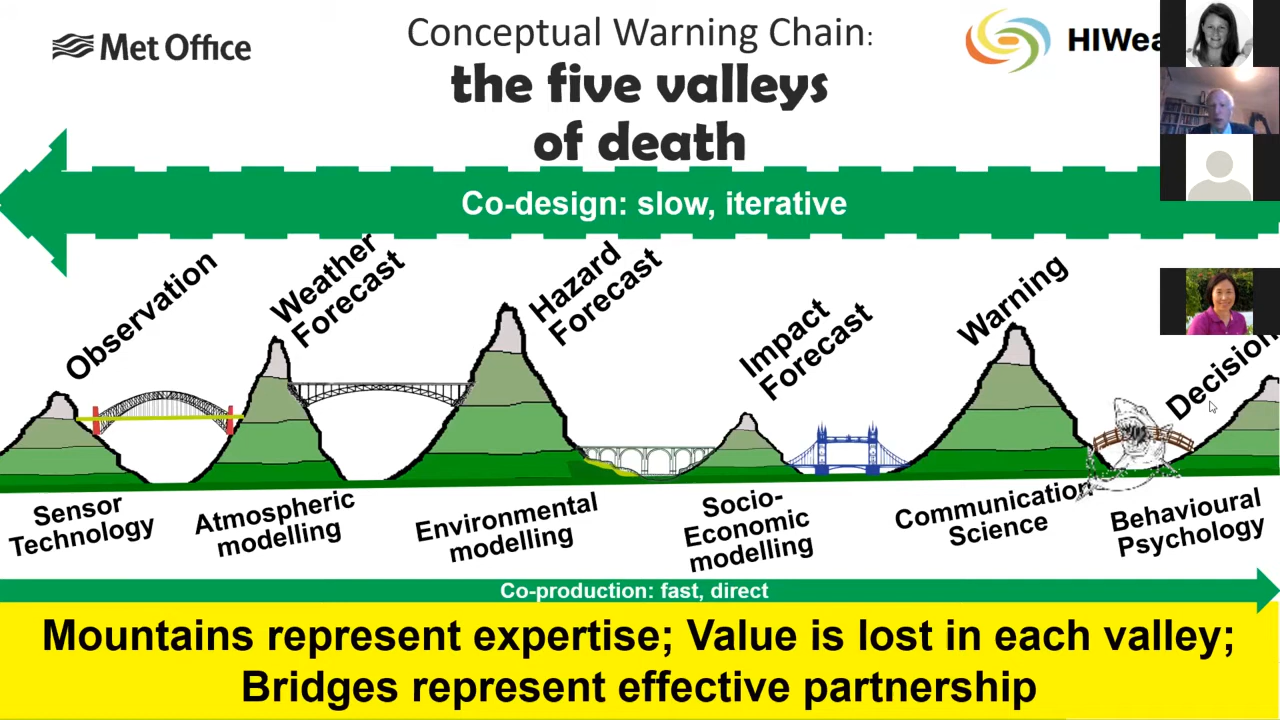 Met Office
Conceptual Warning Chain:
the five valleys
of death
Co-design: slow, iterative
Observation
Weather
Forecast
Hazard
Forecast
Impact
Forecast
Warning
Decision
Sensor
Technology
Atmospheric
modelling
Environmental
modelling
Socio-
Economic
modelling
Communication
Science
Behavioural
Psychology
Co-production: fast, direct
Mountains represent expertise; Value is lost in each valley;
Bridges represent effective partnership